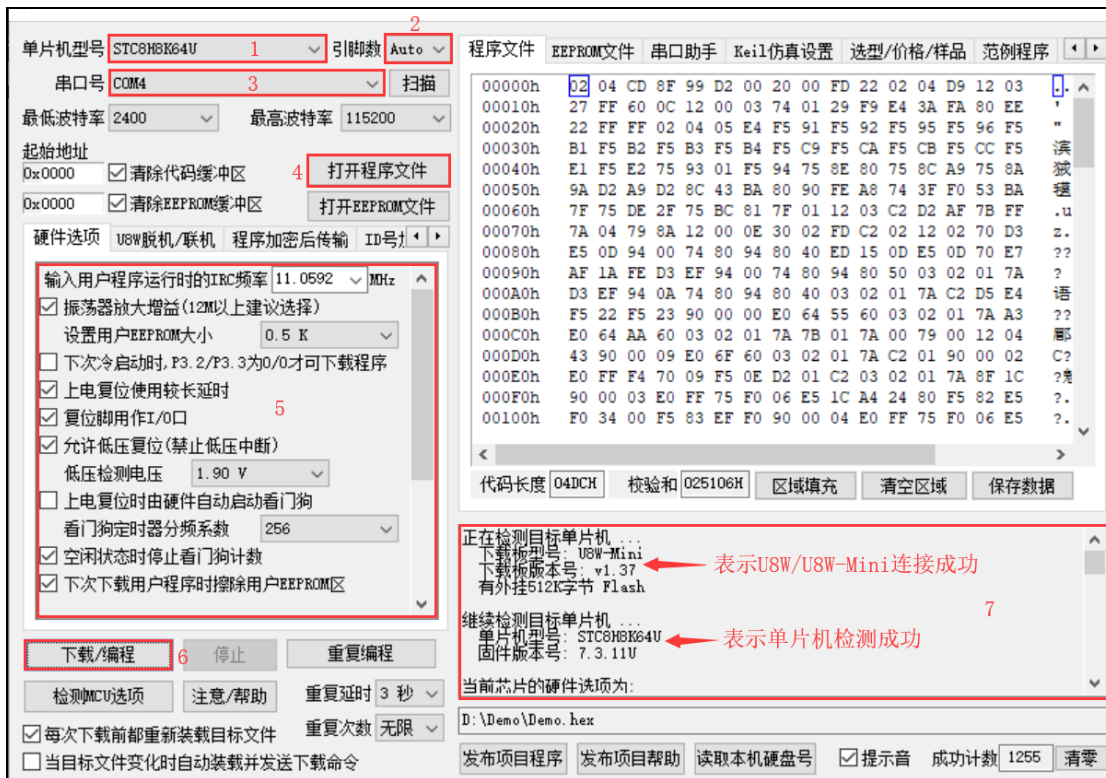 2
单片机型号 STC8H8K64U 1 引脚数 Auto
串口号 COM4 3 扫描
最低波特率 2400 最高波特率 115200
起始地址
0x0000 清除代码缓冲区 4 打开程序文件
0x0000 清除EEPROM缓冲区 打开EEPROM文件
硬件选项 U8W脱机/联机 程序加密后传输 ID号
输入用户程序运行时的IRC频率 11.0592 MHz
振荡器放大增益(12M以上建议选择)
设置用户EEPROM大小 0.5 K
下次冷启动时,P3.2/P3.3为0/0才可下载程序
上电复位使用较长延时
复位脚用作I/O口 5
允许低压复位(禁止低压中断)
低压检测电压 1.90 V
上电复位时由硬件自动启动看门狗
看门狗定时器分频系数 256
空闲状态时停止看门狗计数
下次下载用户程序时擦除用户EEPROM区
下载/编程 6 停止 重复编程
检测MCU选项 注意/帮助 重复延时 3 秒
每次下载前都重新装载目标文件 重复次数 无限
当目标文件变化时自动装载并发送下载命令
程序文件 EEPROM文件 串口助手 Keil仿真设置 选型/价格/样品 范例程序
00000h 02 04 CD 8F 99 D2 00 20 00 FD 22 02 04 D9 12 03 ..
00010h 27 FF 60 0C 12 00 03 74 01 29 F9 E4 3A FA 80 EE '
00020h 22 FF FF 02 04 05 E4 F5 91 F5 92 F5 95 F5 96 F5 "
00030h B1 F5 B2 F5 B3 F5 B4 F5 C9 F5 CA F5 CB F5 CC F5 滨
00040h E1 F5 E2 75 93 01 F5 94 75 8E 80 75 8C A9 75 8A
00050h 9A D2 A9 D2 8C 43 BA 80 90 FE A8 74 3F F0 53 BA
00060h 7F 75 DE 2F 75 BC 81 7F 01 12 03 C2 D2 AF 7B FF .u
00070h 7A 04 79 8A 12 00 0E 30 02 FD C2 02 12 02 70 D3 z.
00080h E5 0D 94 00 74 80 94 80 40 ED 15 0D E5 0D 70 E7 ??
00090h AF 1A FE D3 EF 94 00 74 80 94 80 50 03 02 01 7A ?
000A0h D3 EF 94 0A 74 80 94 80 40 03 02 01 7A C2 D5 E4 语
000B0h F5 22 F5 23 90 00 00 E0 64 55 60 03 02 01 7A A3 ??
000C0h E0 64 AA 60 03 02 01 7A 7B 01 7A 00 79 00 12 04
000D0h 43 90 00 09 E0 6F 60 03 02 01 7A C2 01 90 00 02 C?
000E0h E0 FF F4 70 09 F5 0E D2 01 C2 03 02 01 7A 8F 1C ?
000F0h 90 00 03 E0 FF 75 F0 06 E5 1C A4 24 80 F5 82 E5 ?.
00100h F0 34 00 F5 83 EF F0 90 00 04 E0 FF 75 F0 06 E5 ?.
代码长度 04DCH 校验和 025106H 区域填充 清空区域 保存数据
正在检测目标单片机 ...
下载板型号: U8W-Mini
下载板版本号: v1.37 表示U8W/U8W-Mini连接成功
有外挂512K字节 Flash
7
继续检测目标单片机 ...
单片机型号: STC8H8K64U 表示单片机检测成功
固件版本号: 7.3.11U
当前芯片的硬件选项为:
D:\Demo\Demo.hex
发布项目程序 发布项目帮助 读取本机硬盘号 提示音 成功计数 1255 清零